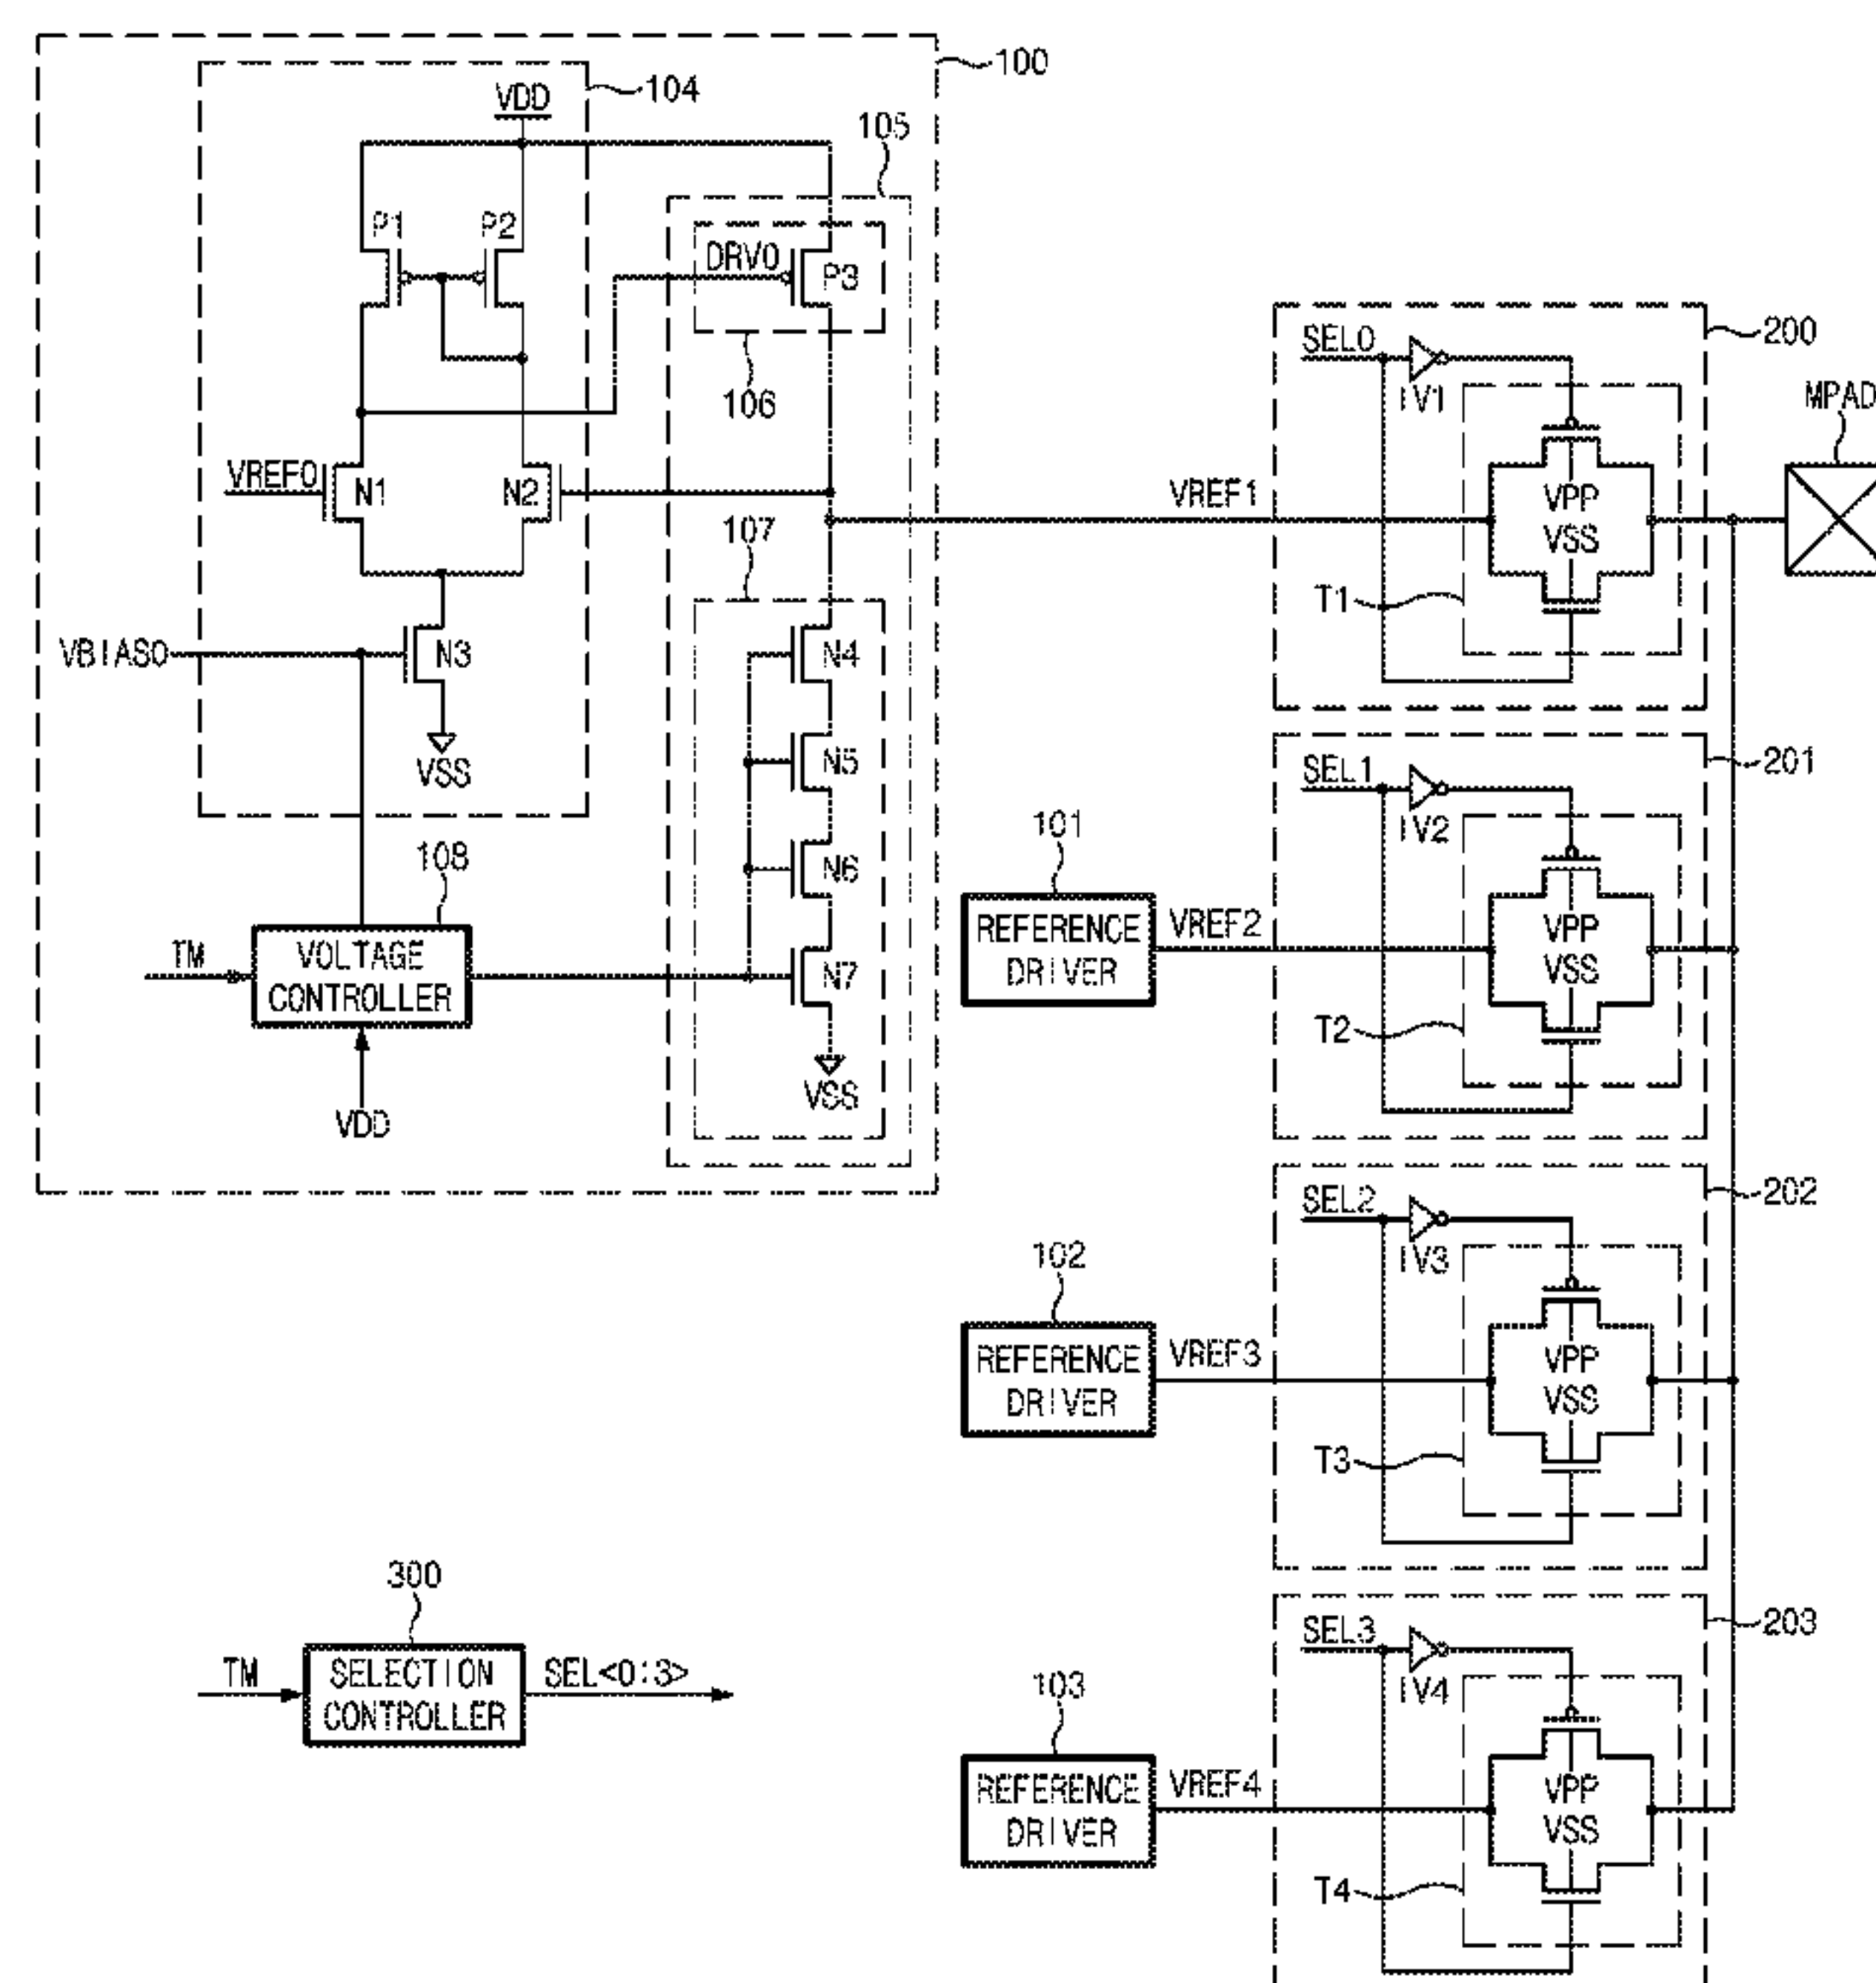 100
104
VDD
105
P1
P2
DRV0
P3
106
VREF0
N1
N2
107
VBIAS0
N3
VSS
N4
N5
N6
N7
VSS
108
TM
VOLTAGE
CONTROLLER
VDD
VREF1
SEL0
IV1
200
MPAD
VPP
VSS
T1
101
REFERENCE
DRIVER
VREF2
SEL1
IV2
201
VPP
VSS
T2
102
REFERENCE
DRIVER
VREF3
SEL2
IV3
202
VPP
VSS
T3
300
TM
SELECTION
CONTROLLER
SEL<0:3>
103
REFERENCE
DRIVER
VREF4
SEL3
IV4
203
VPP
VSS
T4